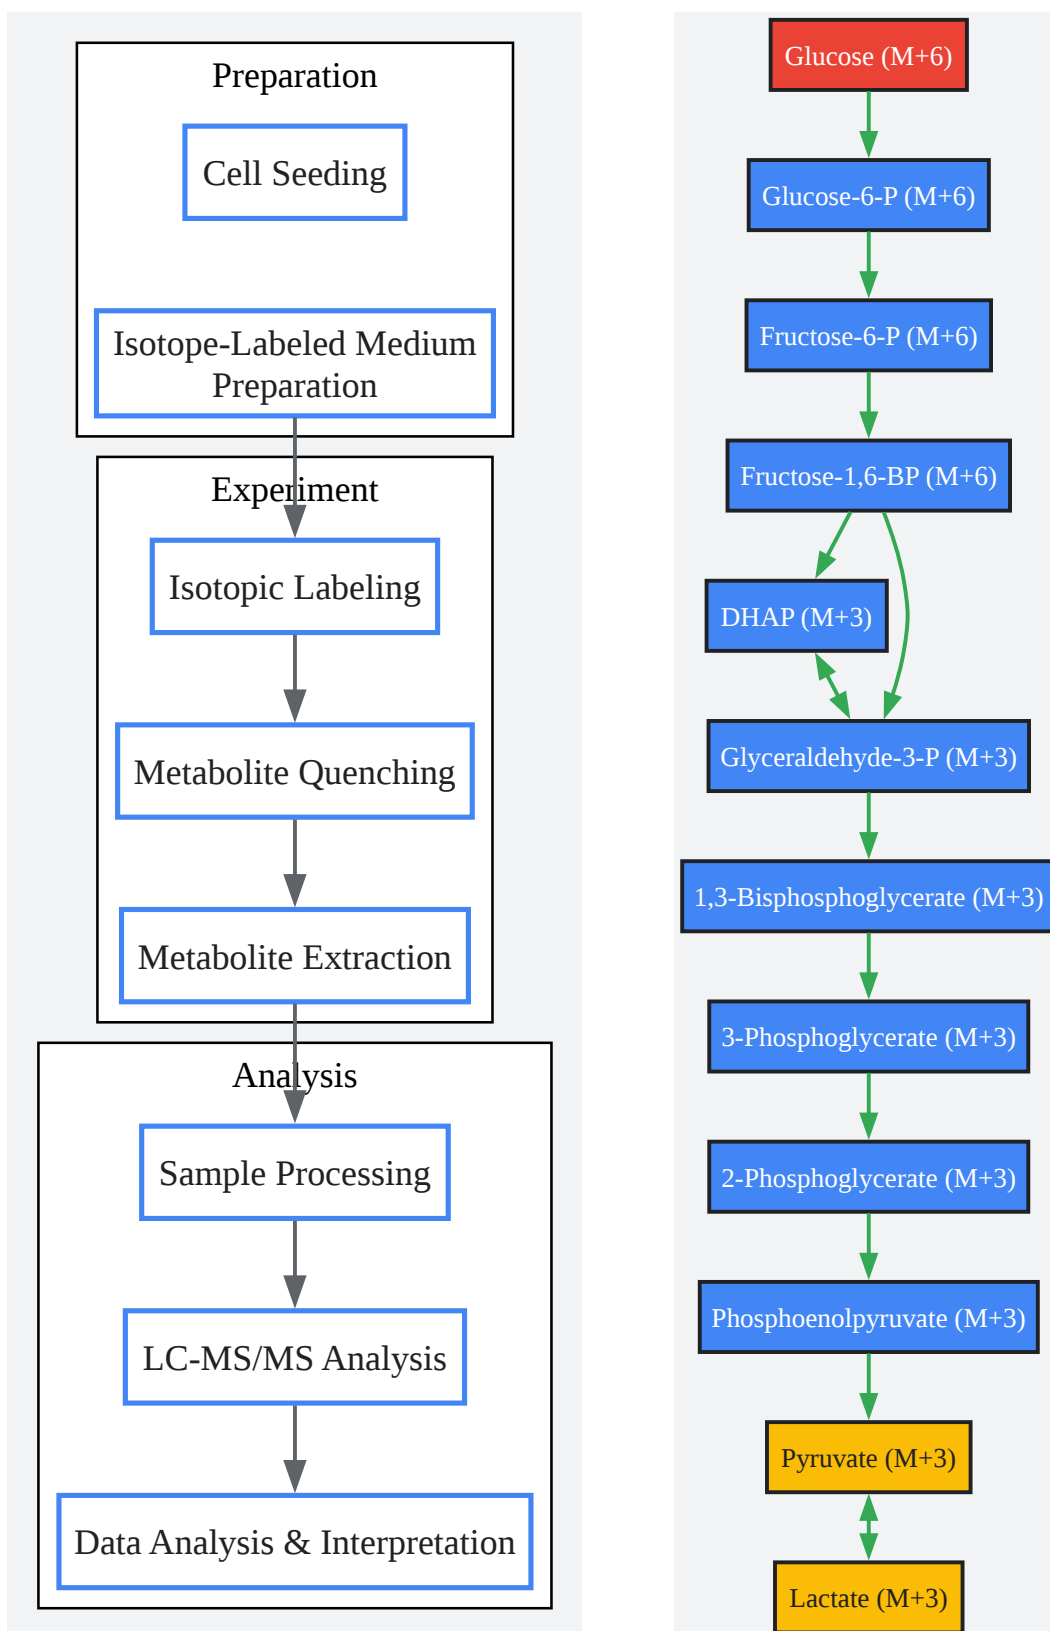 Preparation
Cell Seeding
Isotope-Labeled Medium
Preparation
Experiment
Isotopic Labeling
Metabolite Quenching
Metabolite Extraction
Analysis
Sample Processing
LC-MS/MS Analysis
Data Analysis & Interpretation
Glucose (M+6)
Glucose-6-P (M+6)
Fructose-6-P (M+6)
Fructose-1,6-BP (M+6)
DHAP (M+3)
Glyceraldehyde-3-P (M+3)
1,3-Bisphosphoglycerate (M+3)
3-Phosphoglycerate (M+3)
2-Phosphoglycerate (M+3)
Phosphoenolpyruvate (M+3)
Pyruvate (M+3)
Lactate (M+3)